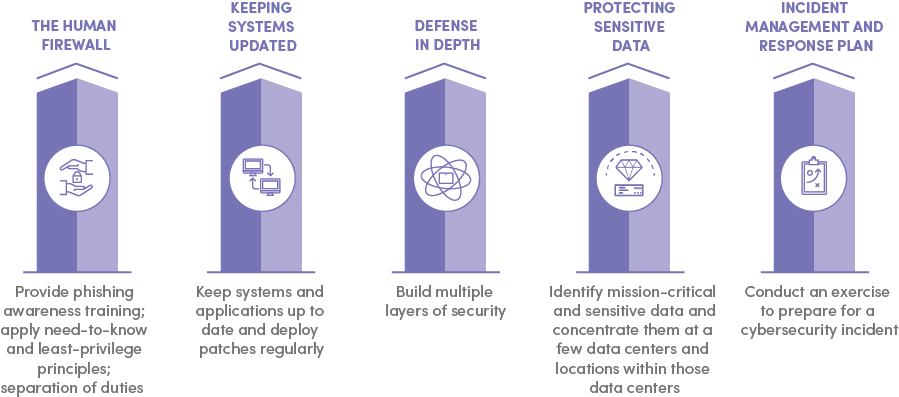 THE HUMAN
FIREWALL
KEEPING
SYSTEMS
UPDATED
DEFENSE
IN DEPTH
PROTECTING
SENSITIVE
DATA
INCIDENT
MANAGEMENT AND
RESPONSE PLAN
Provide phishing
awareness training;
apply need-to-know
and least-privilege
principles;
separation of duties
Keep systems and
applications up to
date and deploy
patches regularly
Build multiple
layers of security
Identify mission-critical
and sensitive data and
concentrate them at a
few data centers and
locations within those
data centers
Conduct an exercise
to prepare for a
cybersecurity incident